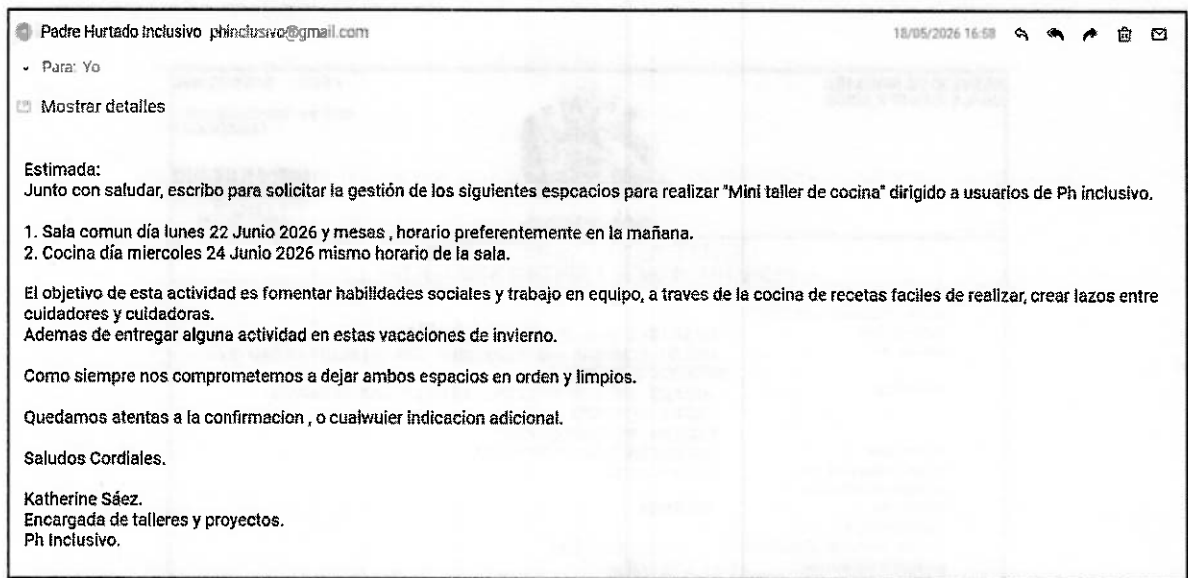 Padre Hurtado Inclusivo phinclusivo@gmail.com
18/05/2026 16:58
Para: Yo
Mostrar detalles
Estimada:
Junto con saludar, escribo para solicitar la gestión de los siguientes espcacios para realizar "Mini taller de cocina" dirigido a usuarios de Ph inclusivo.
1. Sala comun día lunes 22 Junio 2026 y mesas , horario preferentemente en la mañana.
2. Cocina día miercoles 24 Junio 2026 mismo horario de la sala.
El objetivo de esta actividad es fomentar habilidades sociales y trabajo en equipo, a traves de la cocina de recetas faciles de realizar, crear lazos entre
cuidadores y cuidadoras.
Ademas de entregar alguna actividad en estas vacaciones de invierno.
Como siempre nos comprometemos a dejar ambos espacios en orden y limpios.
Quedamos atentas a la confirmacion , o cualwuier indicacion adicional.
Saludos Cordiales.
Katherine Sáez.
Encargada de talleres y proyectos.
Ph Inclusivo.